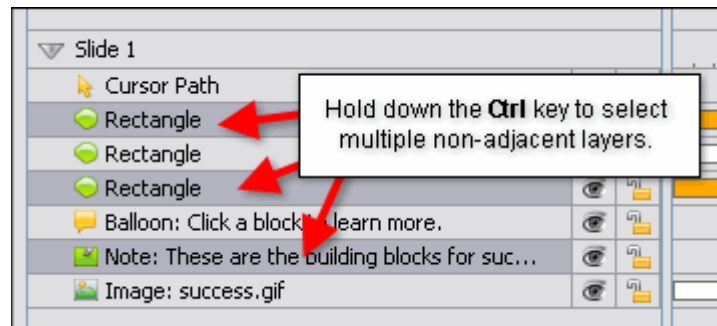 Slide 1
Cursor Path
Hold down the Ctrl key to select
multiple non-adjacent layers.
Rectangle
Rectangle
Rectangle
Balloon: Click a block learn more.
Note: These are the building blocks for suc...
Image: success.gif